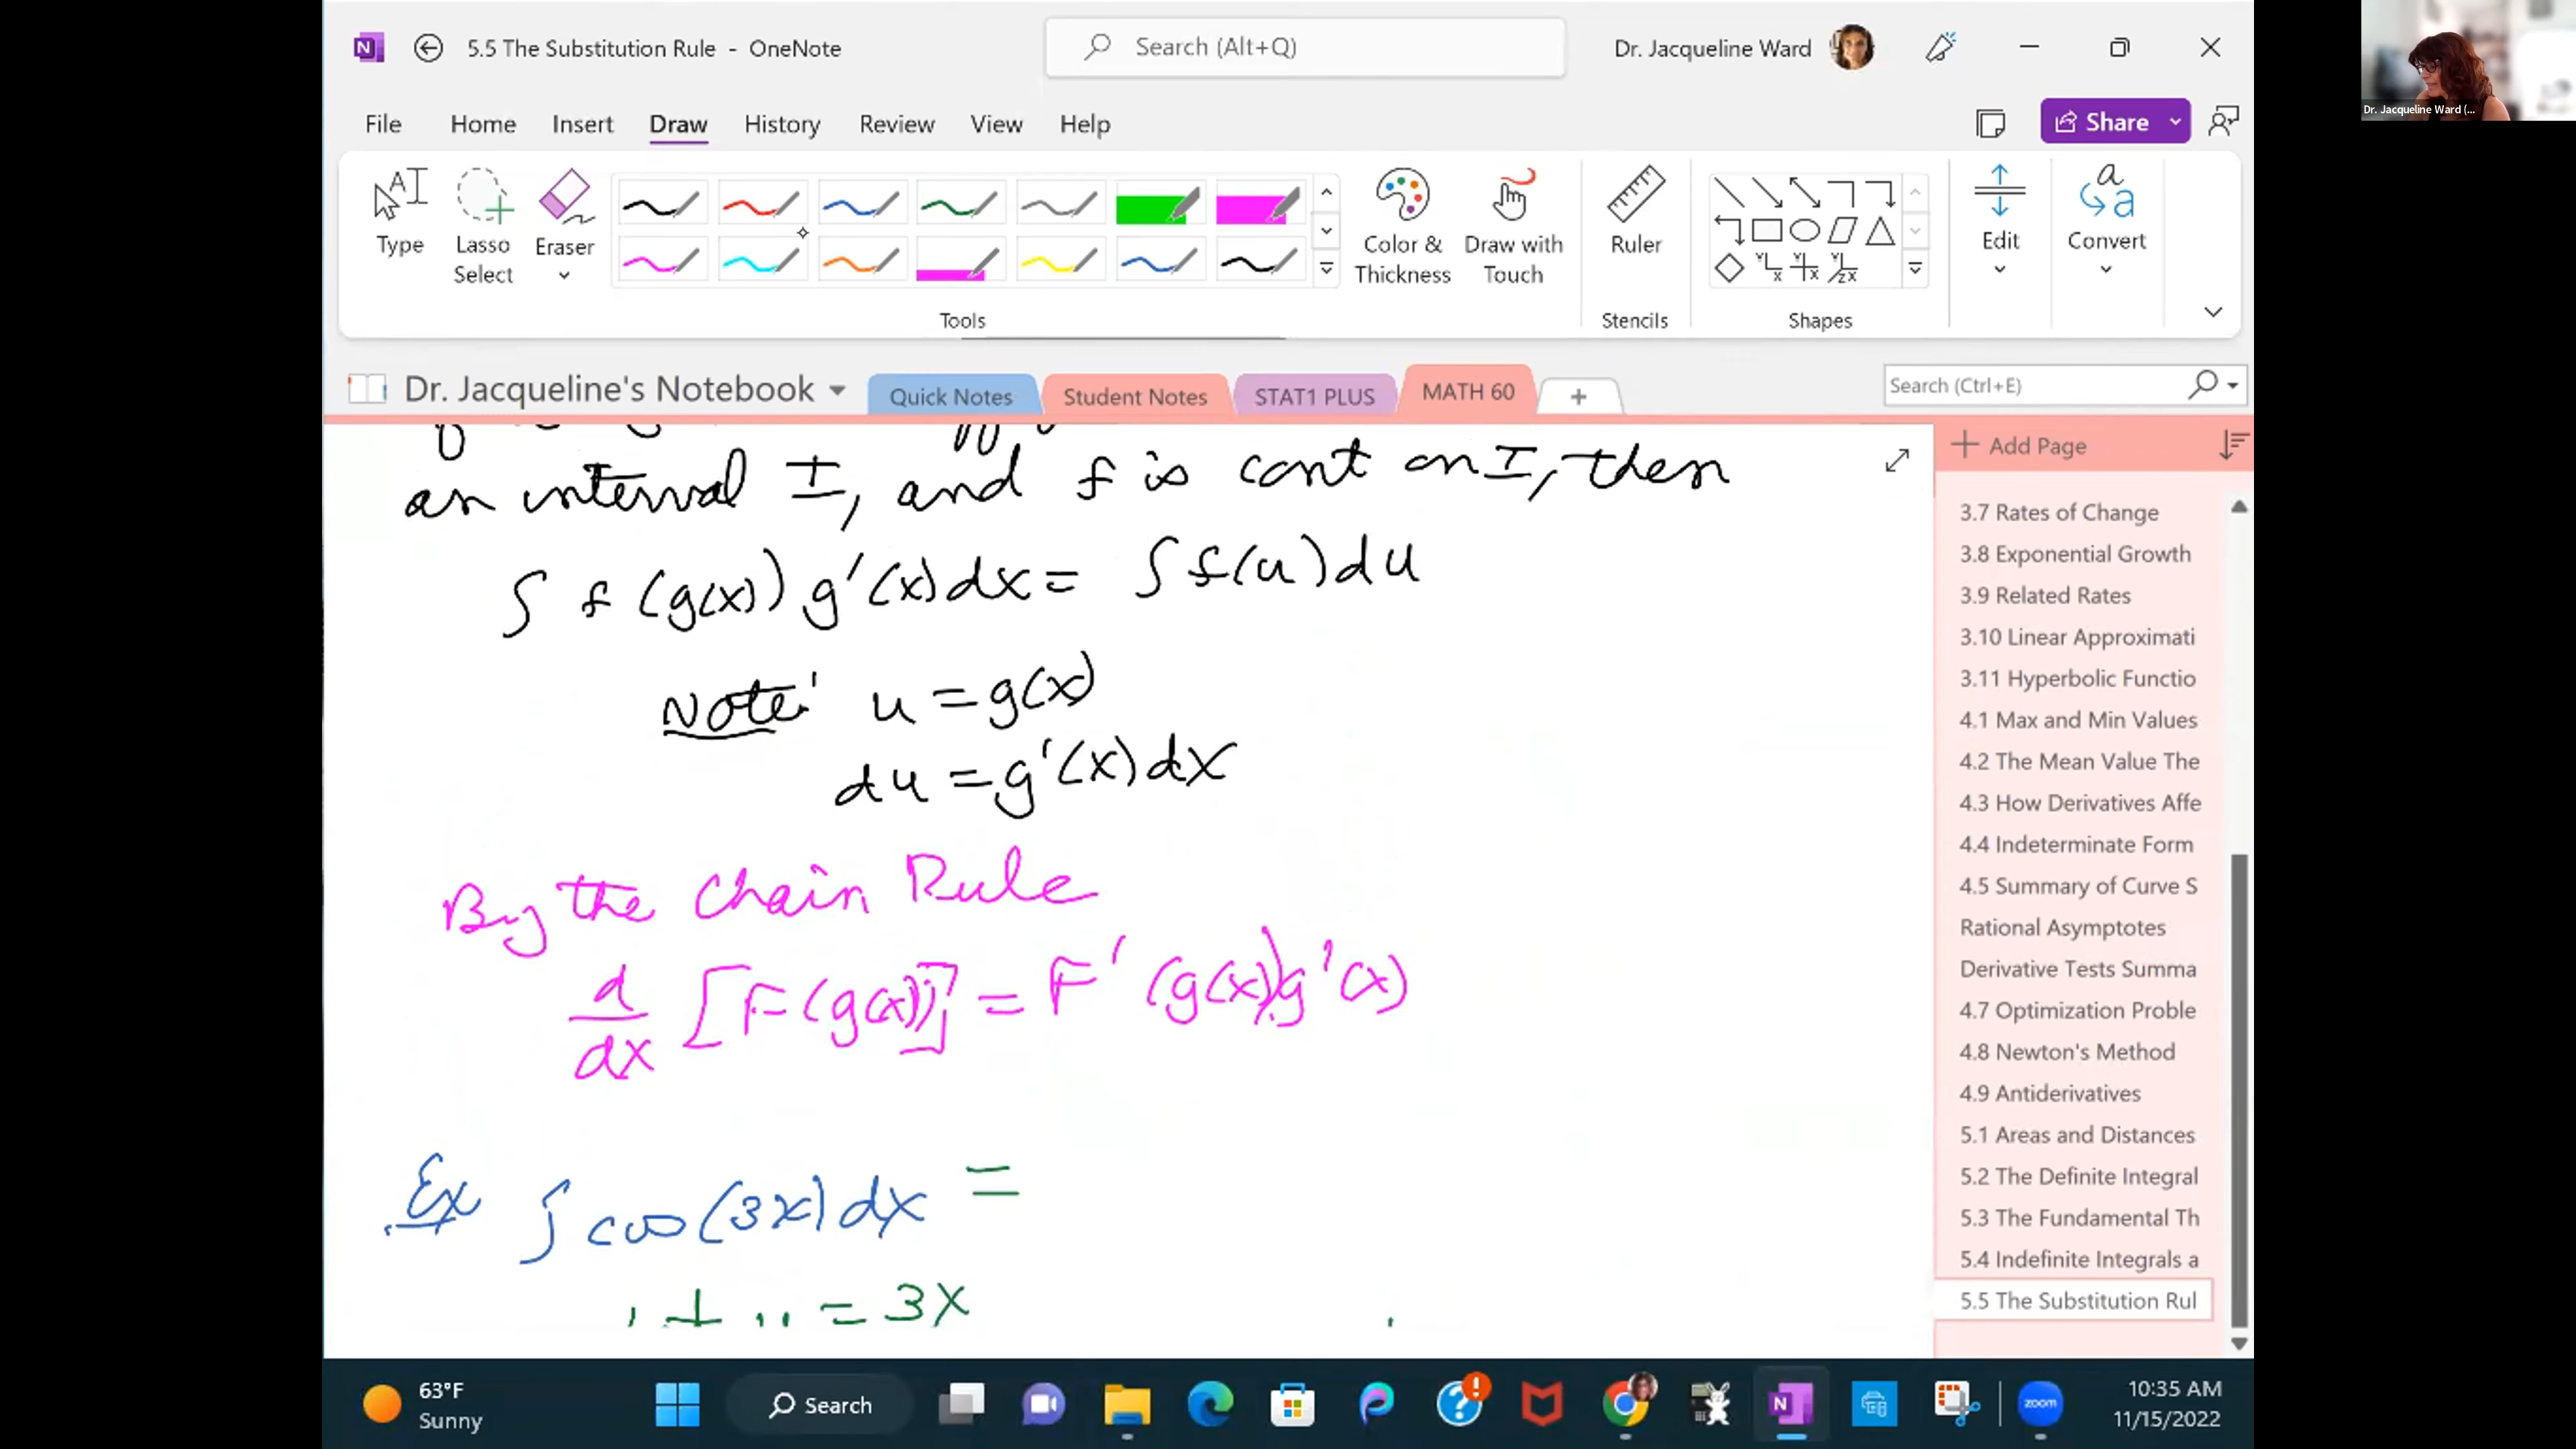 5.5 The Substitution Rule - OneNote
Search (Alt+Q)
Dr. Jacqueline Ward
Dr. Jacqueline Ward (...
File Home Insert Draw History Review View Help
Share
Type
Lasso Select
Eraser
Color & Thickness
Draw with Touch
Ruler
Edit
Convert
Tools
Stencils
Shapes
Dr. Jacqueline's Notebook
Quick Notes
Student Notes
STAT1 PLUS
MATH 60
+
Search (Ctrl+E)
an interval I, and f is cont on I, then
∫ f(g(x)) g'(x)dx = ∫ f(u)du
Note: u = g(x)
du = g'(x)dx
By the Chain Rule
d/dx [F(g(x))] = F'(g(x))g'(x)
Ex ∫ cos(3x)dx =
= 3x
Add Page
3.7 Rates of Change
3.8 Exponential Growth
3.9 Related Rates
3.10 Linear Approximati
3.11 Hyperbolic Functio
4.1 Max and Min Values
4.2 The Mean Value The
4.3 How Derivatives Affe
4.4 Indeterminate Form
4.5 Summary of Curve S
Rational Asymptotes
Derivative Tests Summa
4.7 Optimization Proble
4.8 Newton's Method
4.9 Antiderivatives
5.1 Areas and Distances
5.2 The Definite Integral
5.3 The Fundamental Th
5.4 Indefinite Integrals a
5.5 The Substitution Rul
63°F
Sunny
Search
zoom
10:35 AM
11/15/2022